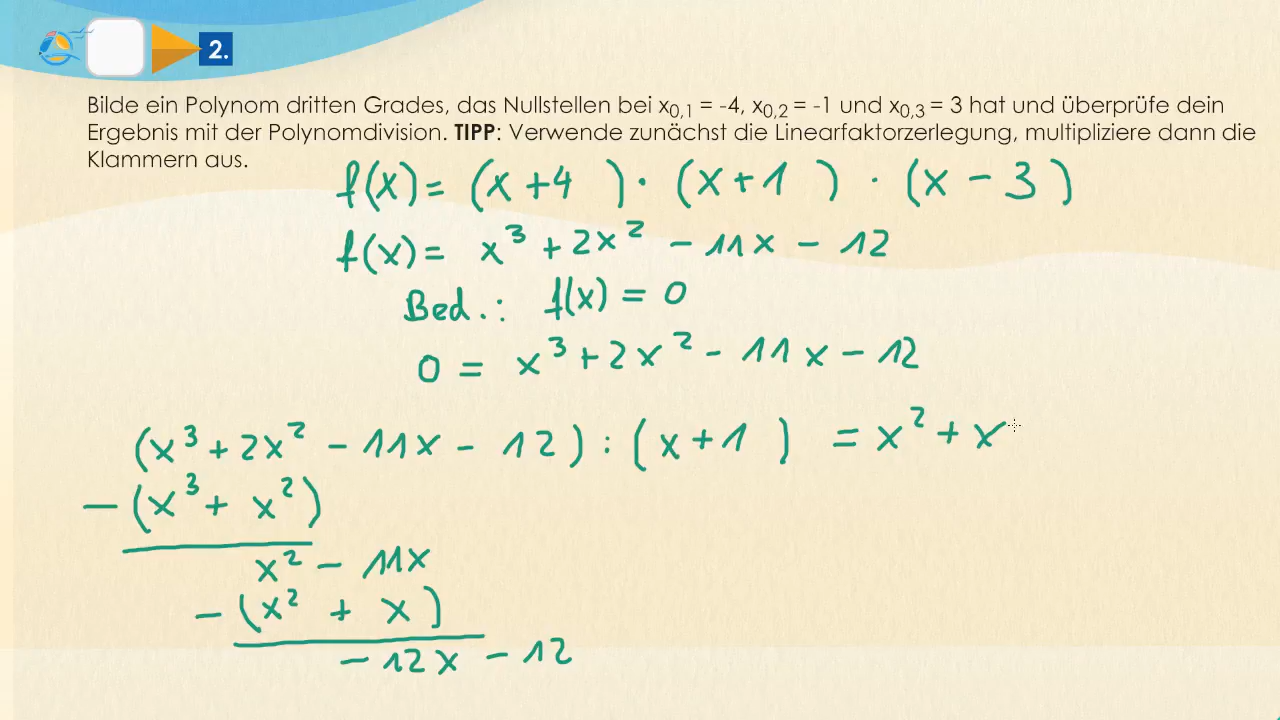 2.
Bilde ein Polynom dritten Grades, das Nullstellen bei x₀,₁ = -4, x₀,₂ = -1 und x₀,₃ = 3 hat und überprüfe dein
Ergebnis mit der Polynomdivision. TIPP: Verwende zunächst die Linearfaktorzerlegung, multipliziere dann die
Klammern aus.
f(x) = (x + 4 ) · (x + 1 ) · (x - 3 )
f(x) = x³ + 2x² - 11x - 12
Bed.: f(x) = 0
0 = x³ + 2x² - 11x - 12
(x³ + 2x² - 11x - 12) : (x + 1 ) = x² + x
- (x³ + x²)
x² - 11x
- (x² + x)
- 12x - 12